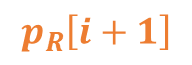 p_R[i + 1]